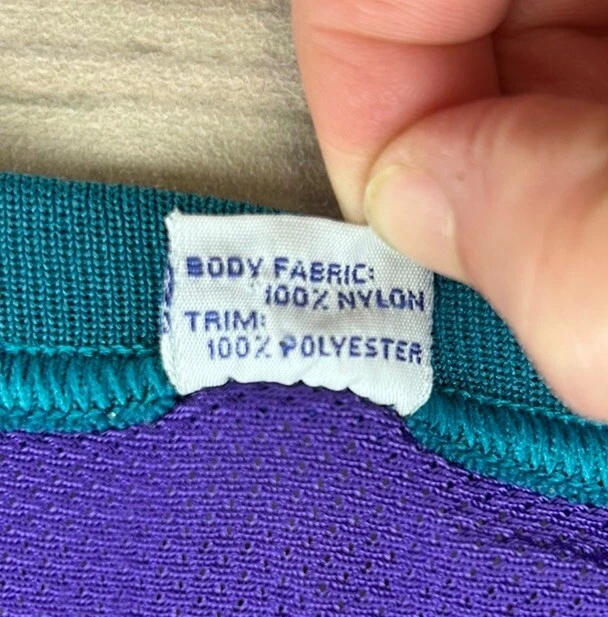 BODY FABRIC:
100% NYLON
TRIM:
100% POLYESTER